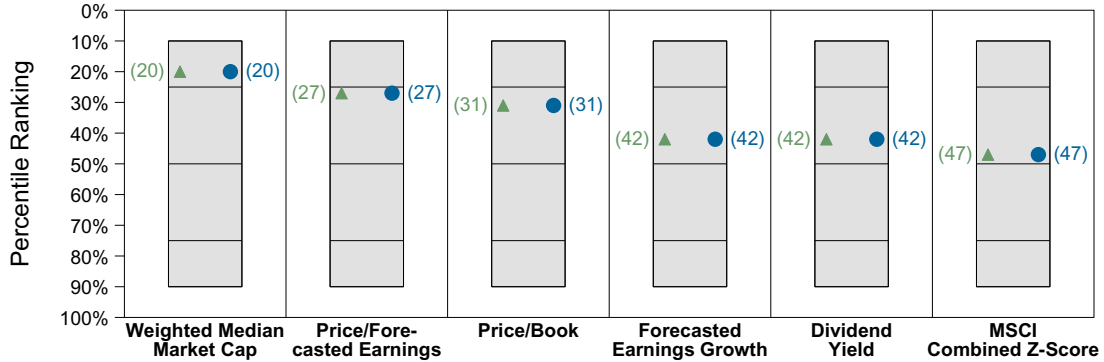 Percentile Ranking
0%
10%
20%
30%
40%
50%
60%
70%
80%
90%
100%
(20) (20)
(27) (27)
(31) (31)
(42) (42)
(42) (42)
(47) (47)
Weighted Median
Market Cap
Price/Fore-
casted Earnings
Price/Book
Forecasted
Earnings Growth
Dividend
Yield
MSCI
Combined Z-Score